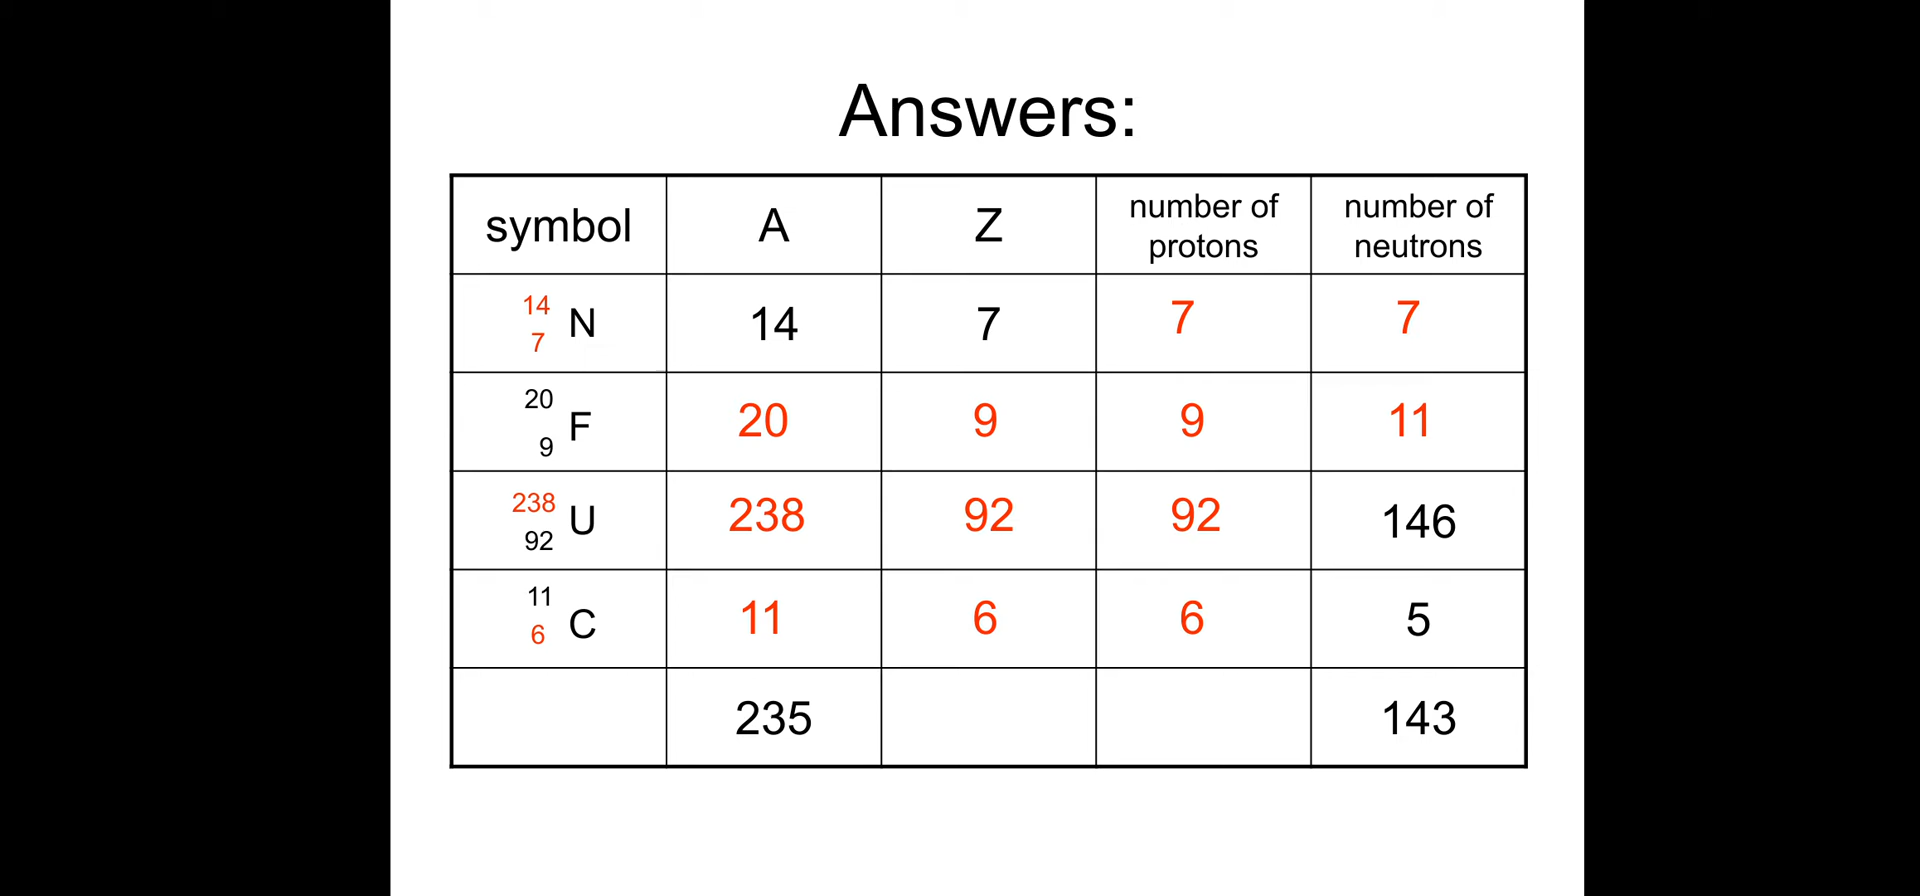 Answers:
symbol A Z number of protons number of neutrons
14 7 N 14 7 7 7
20 9 F 20 9 9 11
238 92 U 238 92 92 146
11 6 C 11 6 6 5
235 143